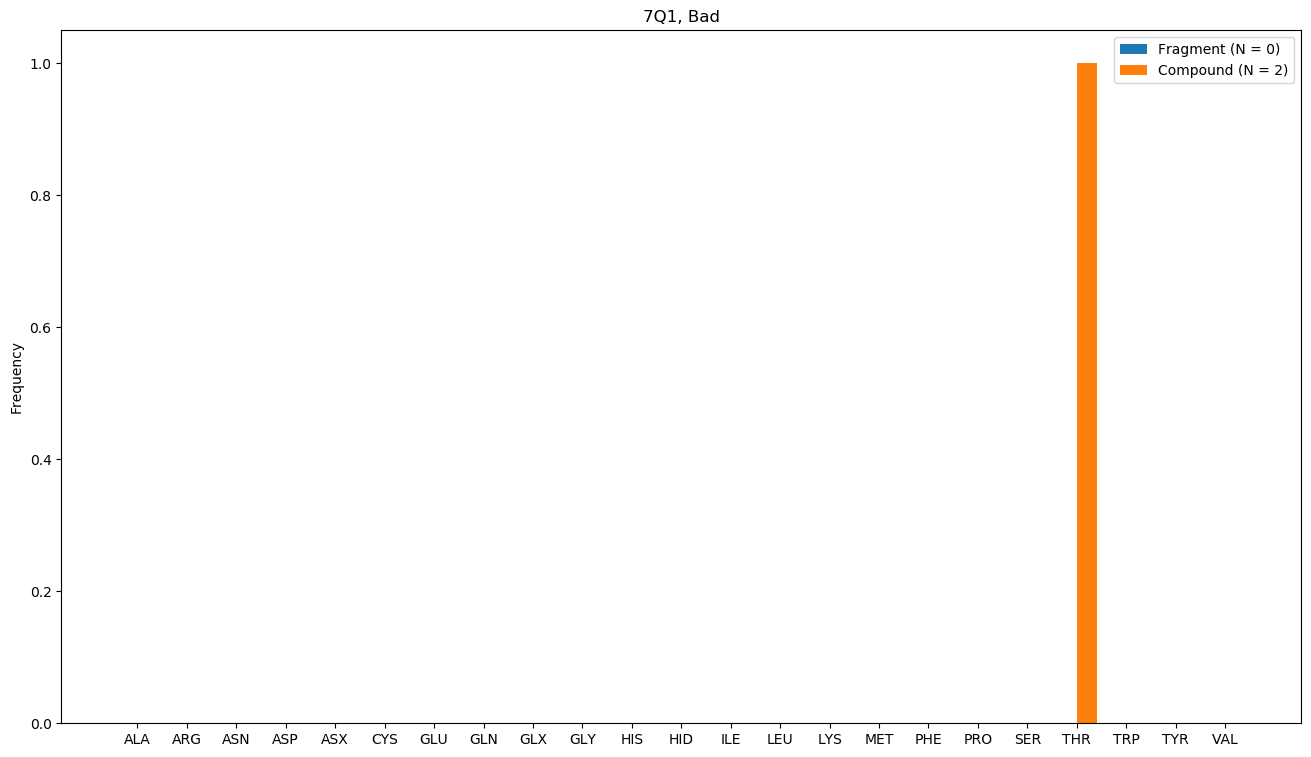 7Q1, Bad
Fragment (N = 0)
Compound (N = 2)
1.0
0.8
0.6
0.4
0.2
0.0
Frequency
ALA ARG ASN ASP ASX CYS GLU GLN GLX GLY HIS HID ILE LEU LYS MET PHE PRO SER THR TRP TYR VAL